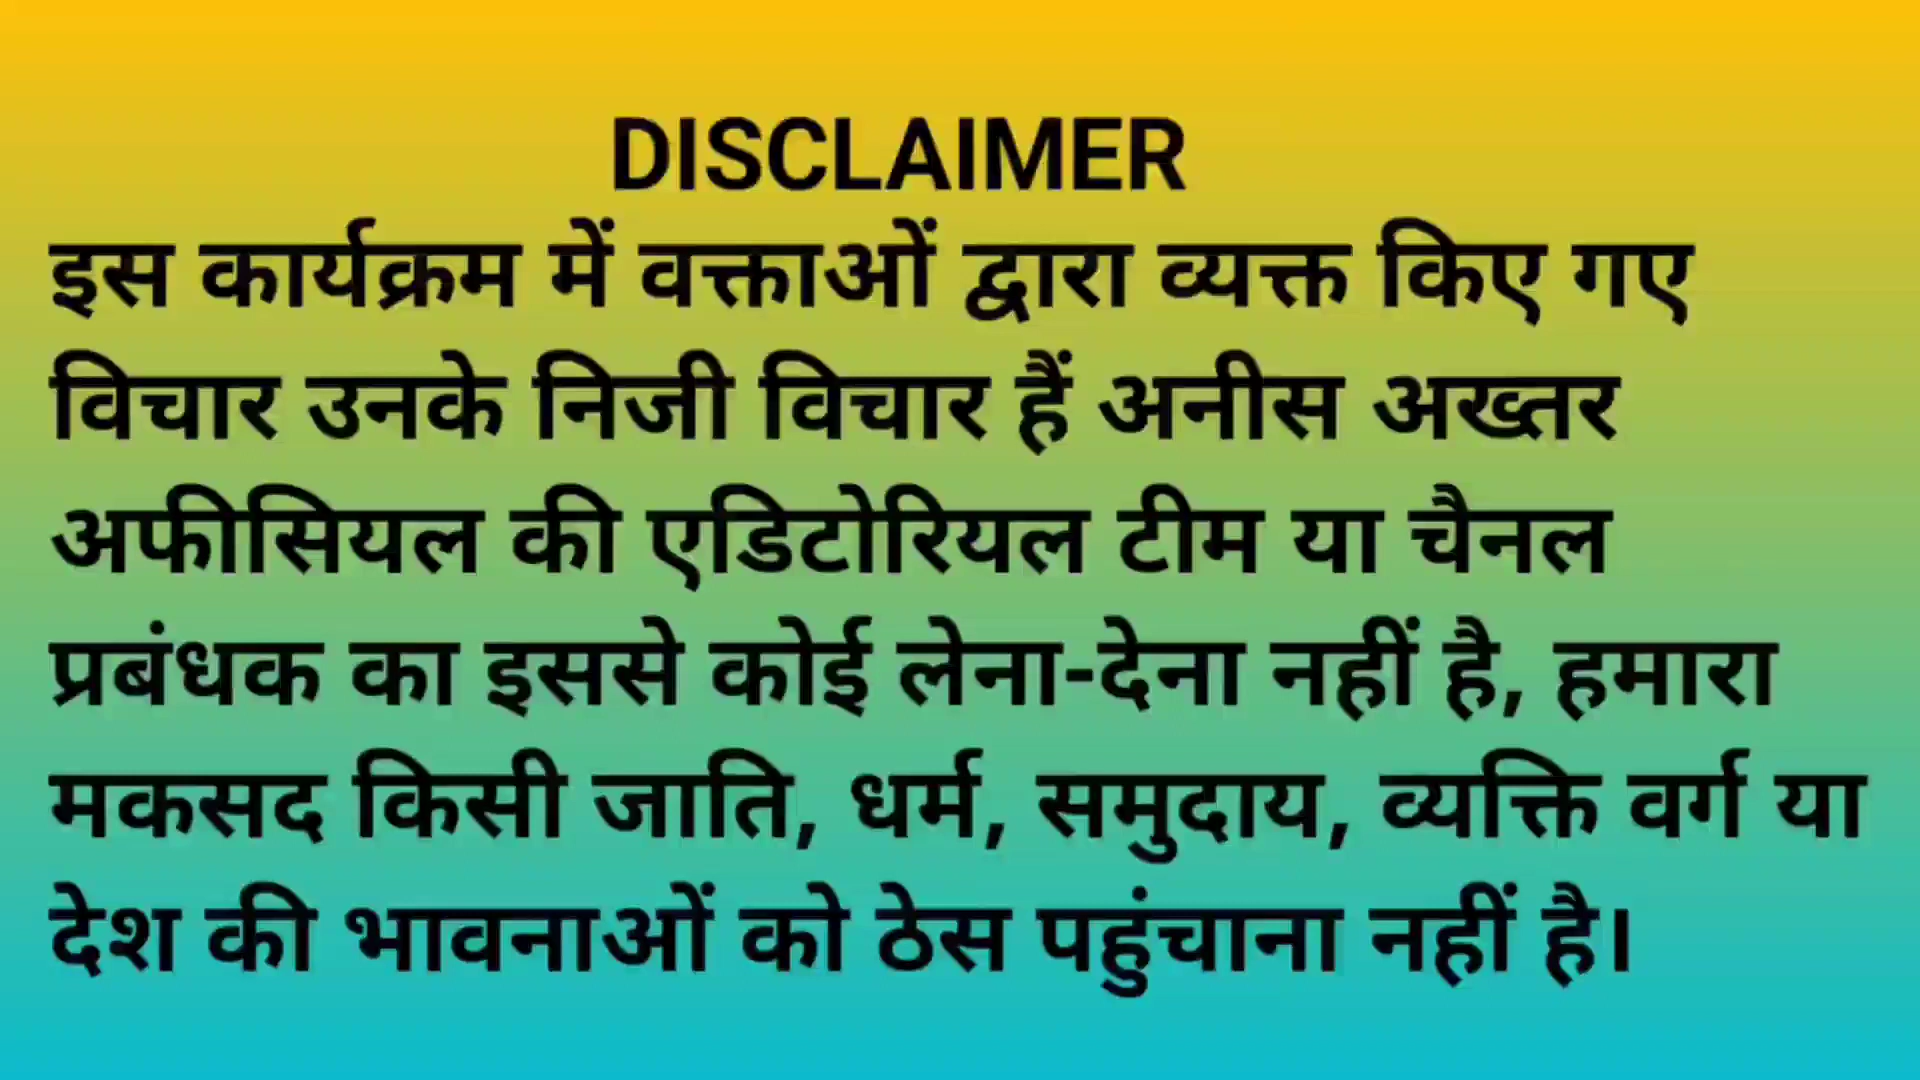 DISCLAIMER
इस कार्यक्रम में वक्ताओं द्वारा व्यक्त किए गए
विचार उनके निजी विचार हैं अनीस अख्तर
अफीसियल की एडिटोरियल टीम या चैनल
प्रबंधक का इससे कोई लेना-देना नहीं है, हमारा
मकसद किसी जाति, धर्म, समुदाय, व्यक्ति वर्ग या
देश की भावनाओं को ठेस पहुंचाना नहीं है।